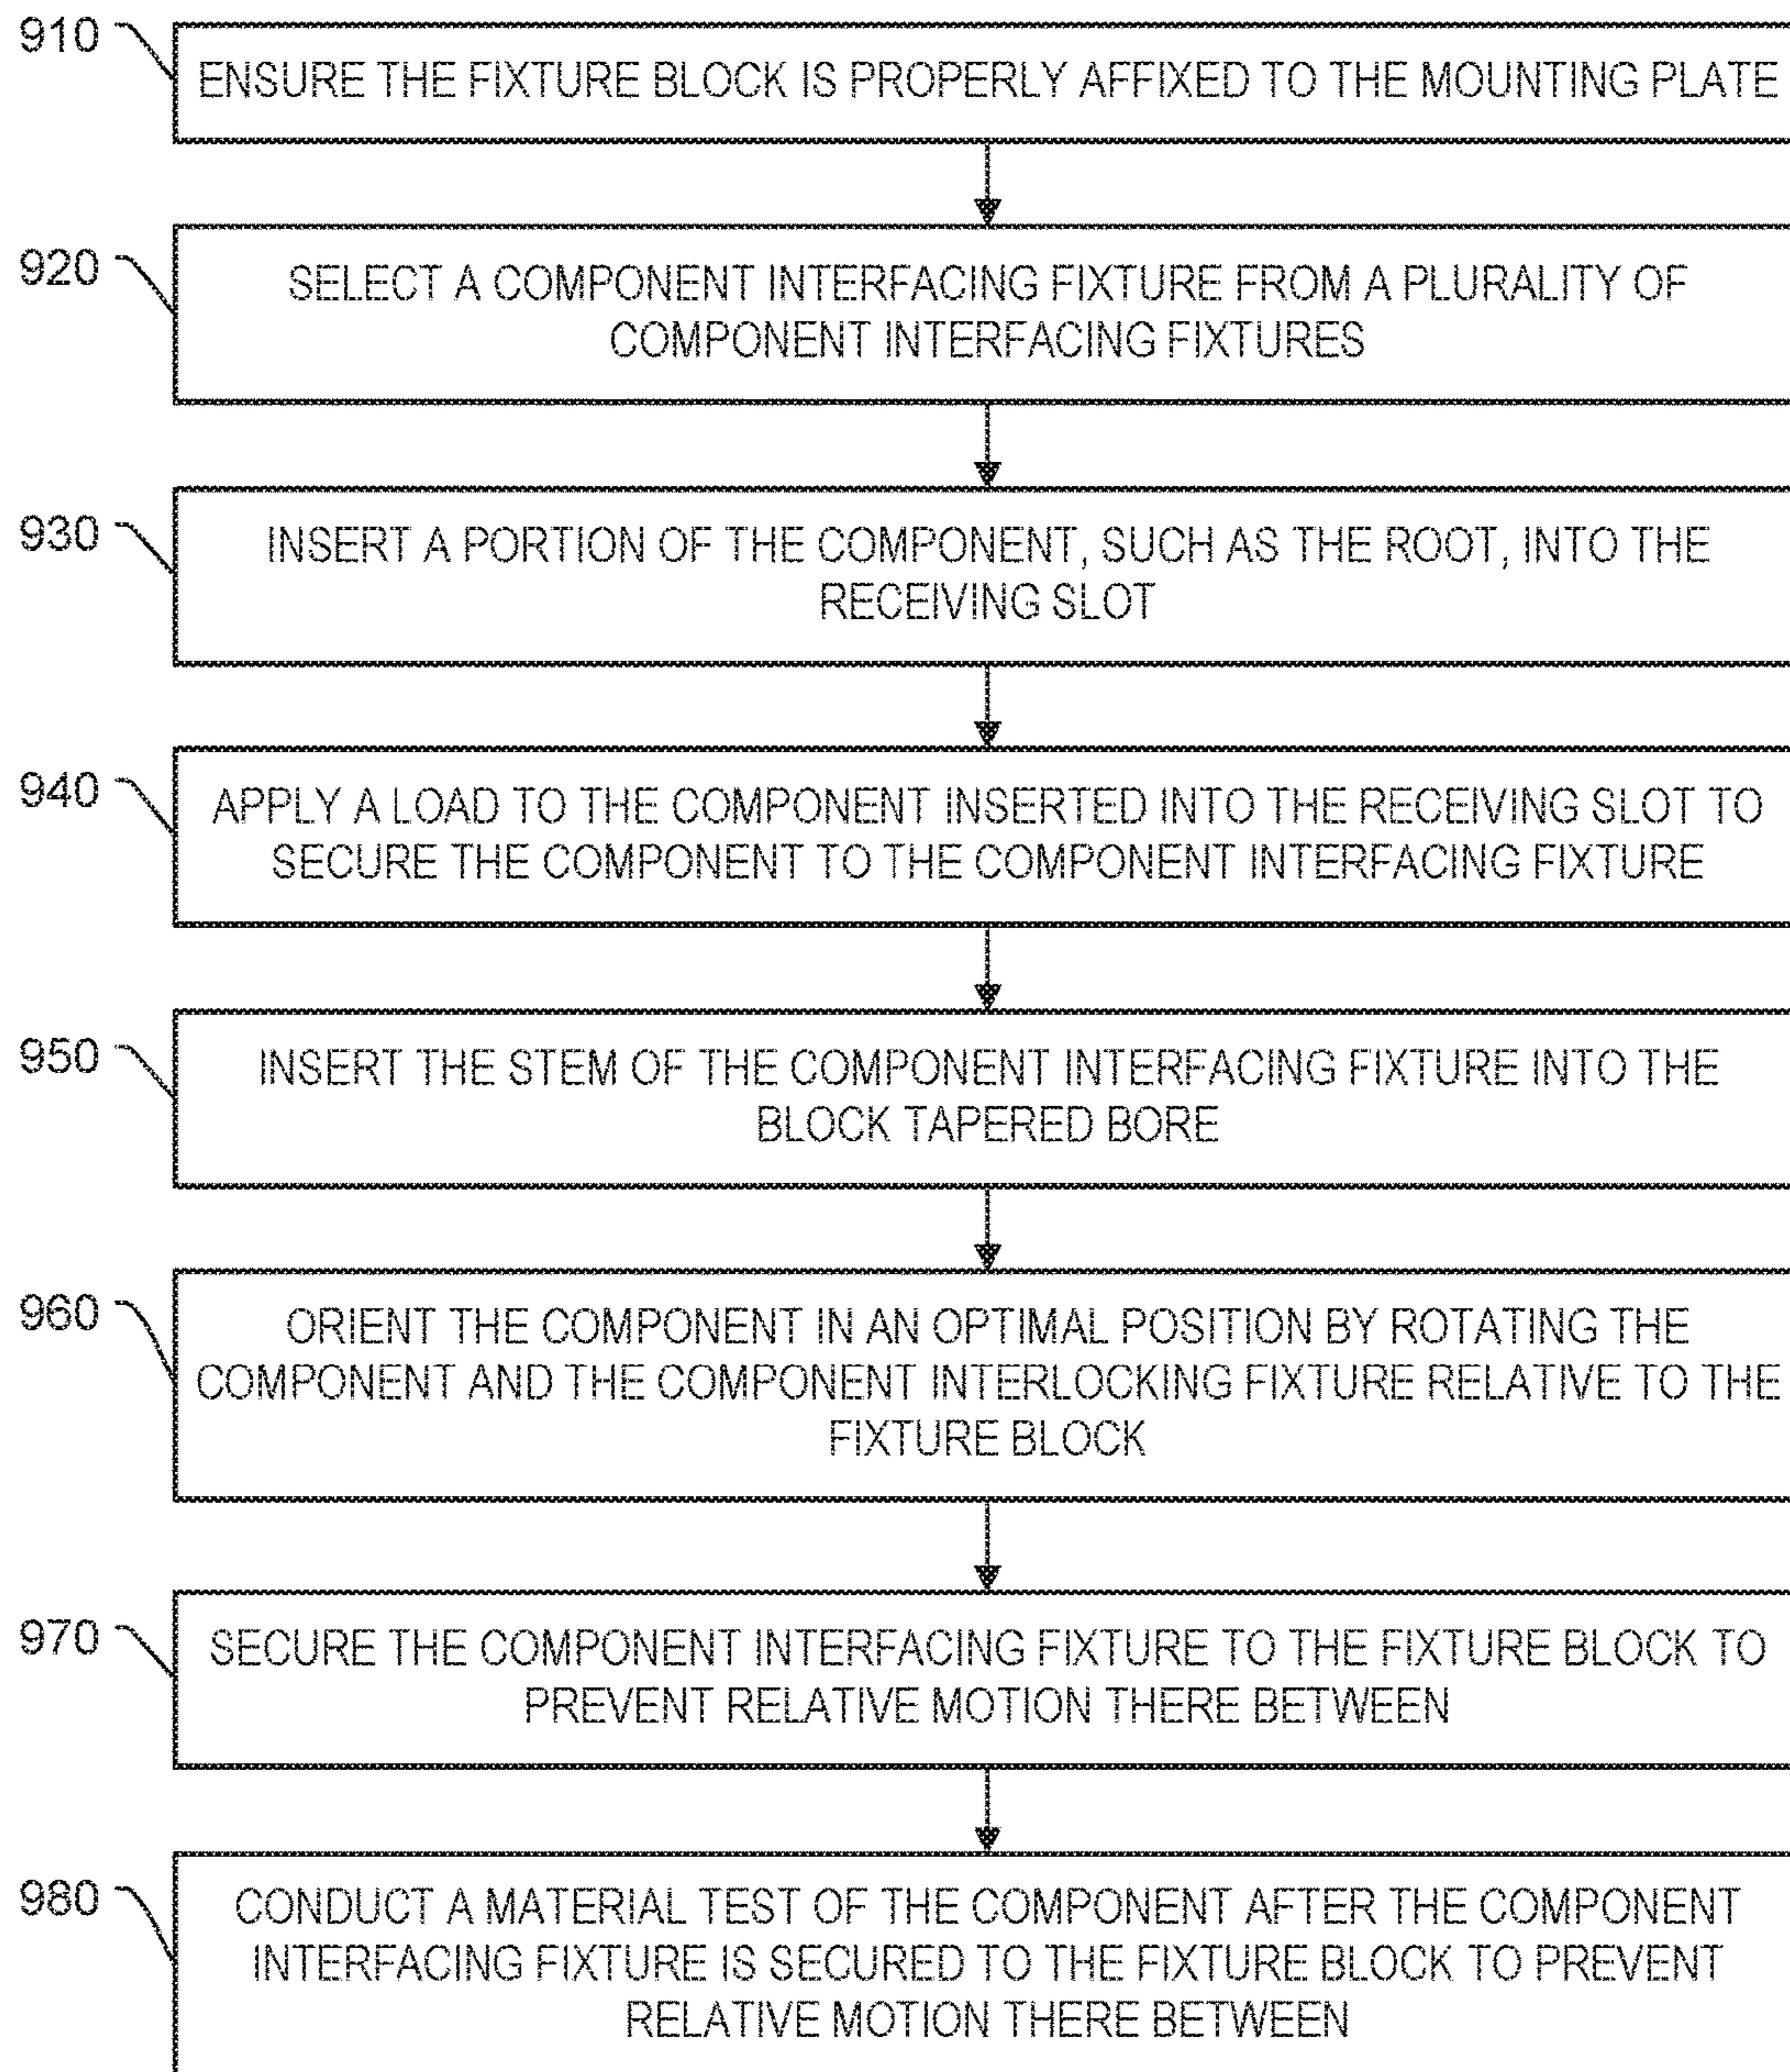 910
ENSURE THE FIXTURE BLOCK IS PROPERLY AFFIXED TO THE MOUNTING PLATE
920
SELECT A COMPONENT INTERFACING FIXTURE FROM A PLURALITY OF
COMPONENT INTERFACING FIXTURES
930
INSERT A PORTION OF THE COMPONENT, SUCH AS THE ROOT, INTO THE
RECEIVING SLOT
940
APPLY A LOAD TO THE COMPONENT INSERTED INTO THE RECEIVING SLOT TO
SECURE THE COMPONENT TO THE COMPONENT INTERFACING FIXTURE
950
INSERT THE STEM OF THE COMPONENT INTERFACING FIXTURE INTO THE
BLOCK TAPERED BORE
960
ORIENT THE COMPONENT IN AN OPTIMAL POSITION BY ROTATING THE
COMPONENT AND THE COMPONENT INTERLOCKING FIXTURE RELATIVE TO THE
FIXTURE BLOCK
970
SECURE THE COMPONENT INTERFACING FIXTURE TO THE FIXTURE BLOCK TO
PREVENT RELATIVE MOTION THERE BETWEEN
980
CONDUCT A MATERIAL TEST OF THE COMPONENT AFTER THE COMPONENT
INTERFACING FIXTURE IS SECURED TO THE FIXTURE BLOCK TO PREVENT
RELATIVE MOTION THERE BETWEEN